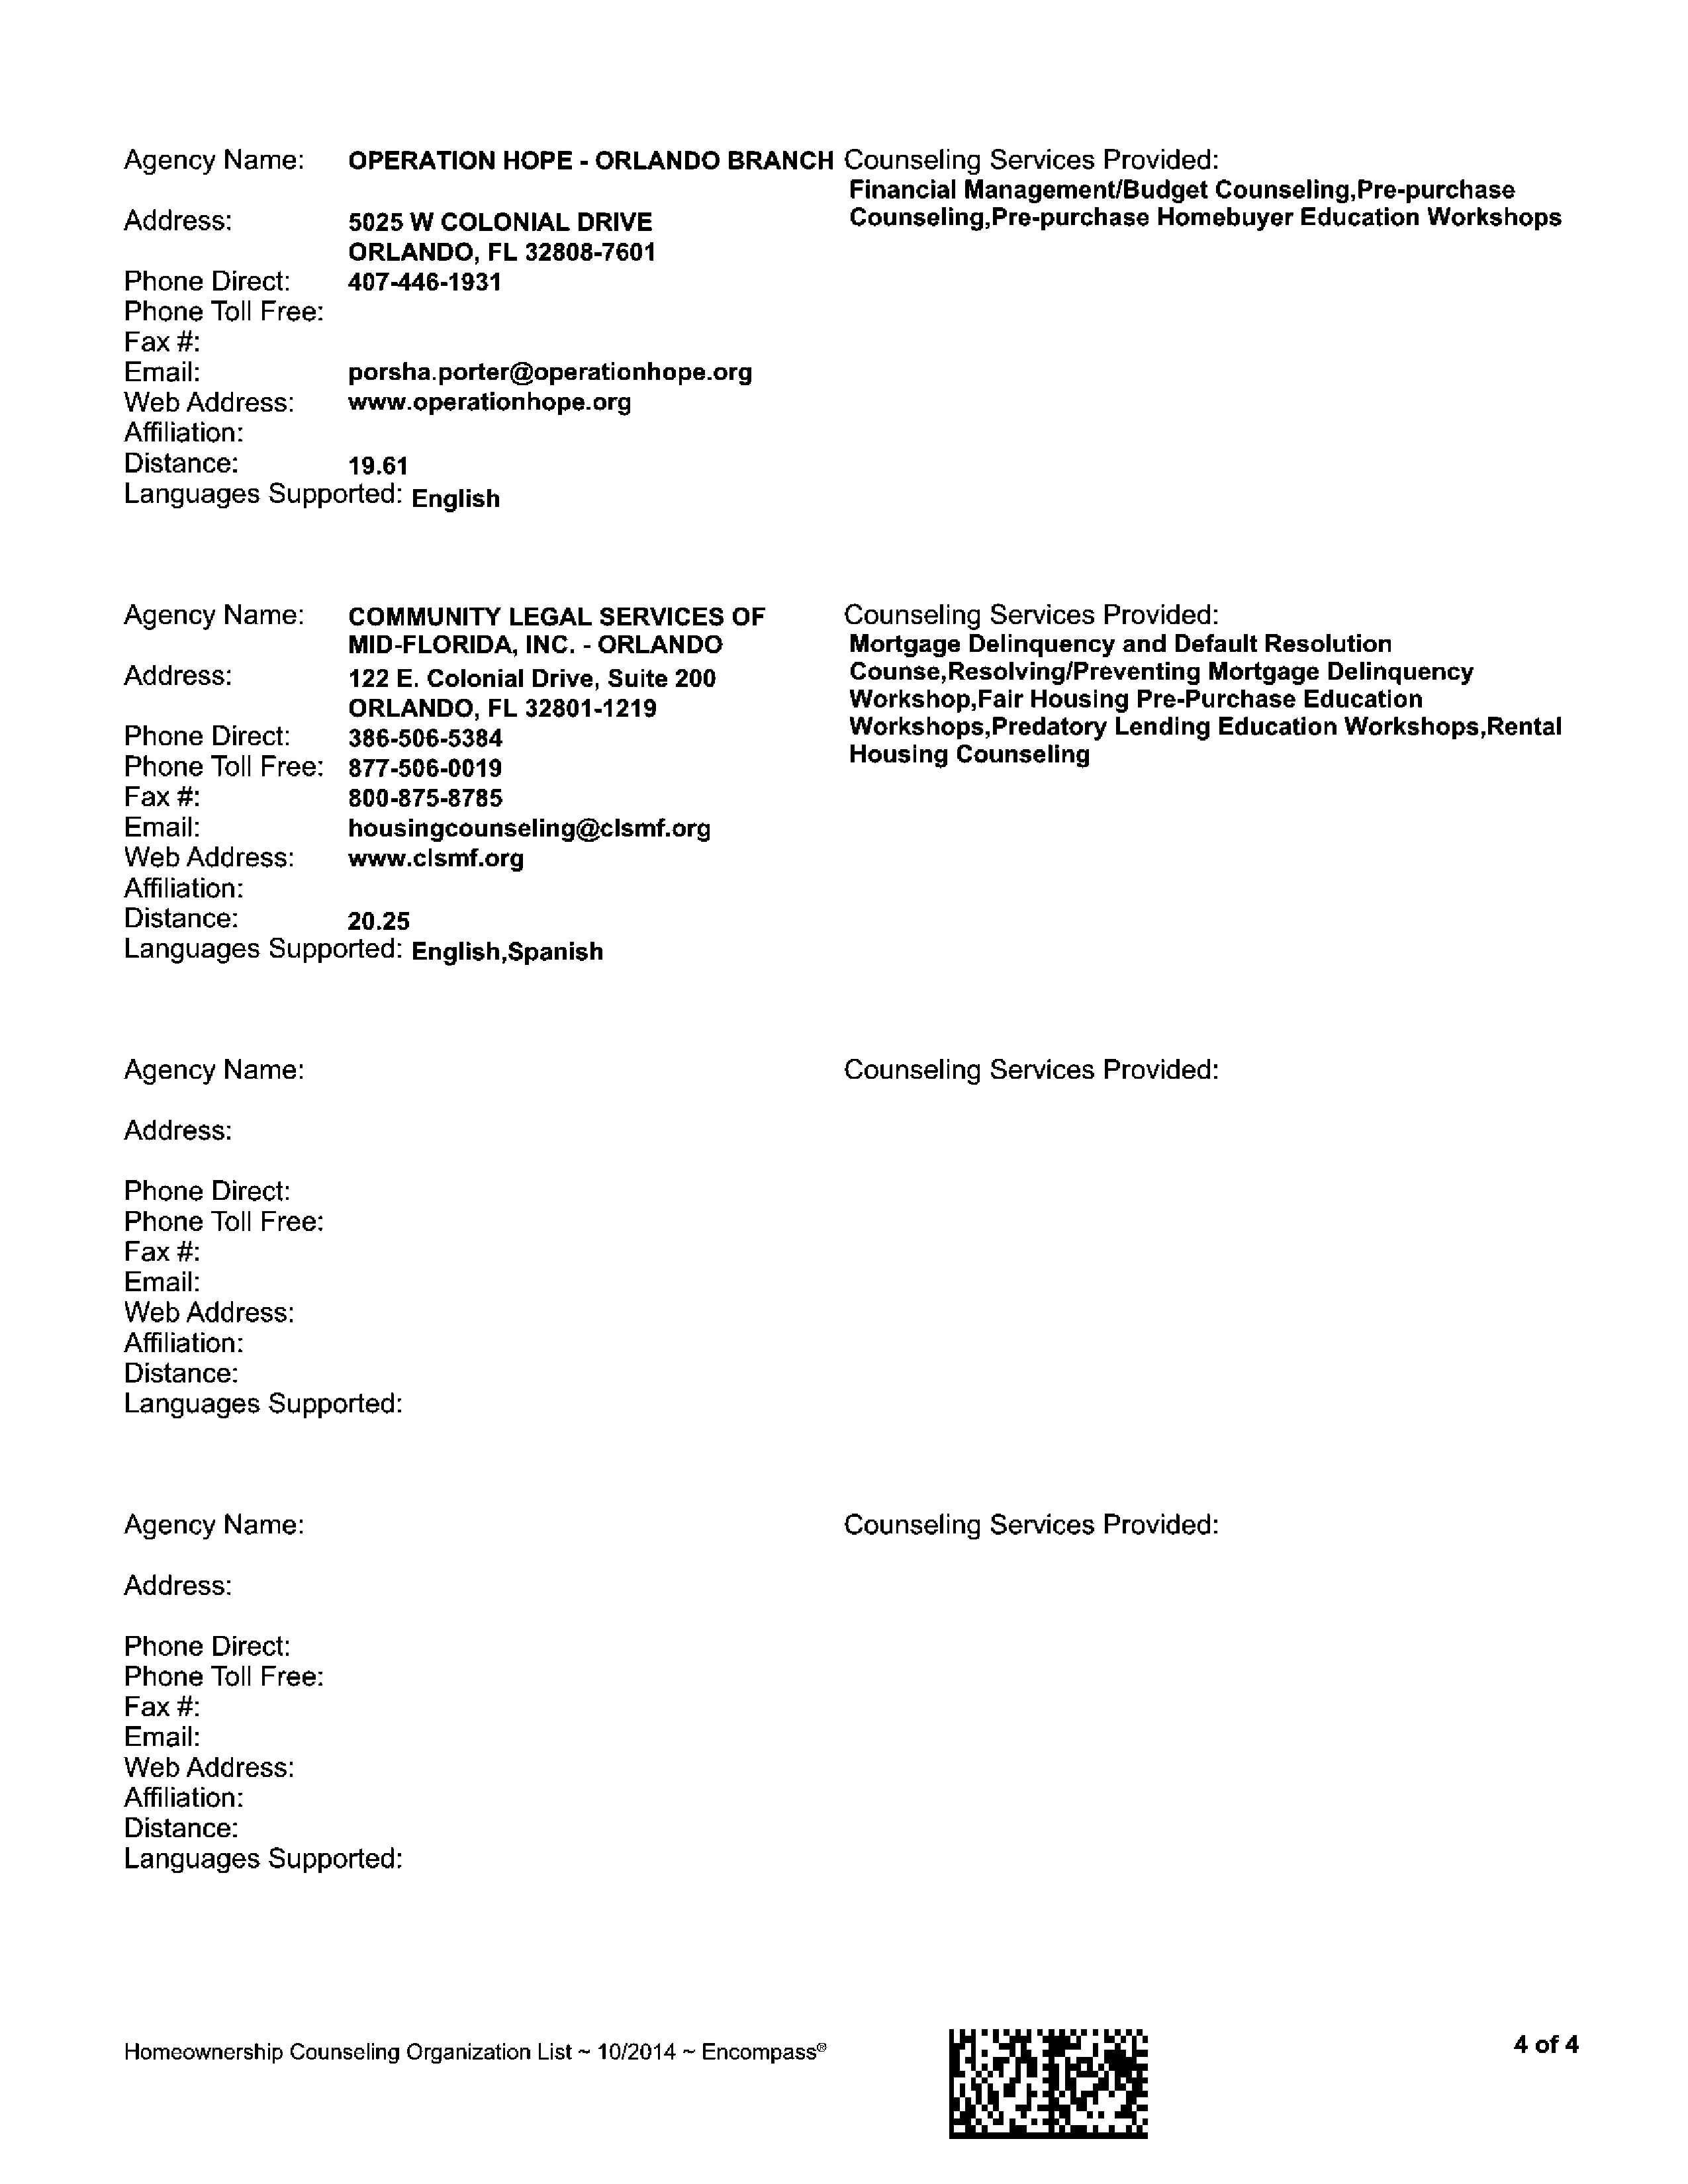 Agency Name: OPERATION HOPE - ORLANDO BRANCH Counseling Services Provided:
Financial Management/Budget Counseling,Pre-purchase
Address: 5025 W COLONIAL DRIVE Counseling,Pre-purchase Homebuyer Education Workshops
ORLANDO, FL 32808-7601
Phone Direct: 407-446-1931
Phone Toll Free:
Fax #:
Email: porsha.porter@operationhope.org
Web Address: www.operationhope.org
Affiliation:
Distance: 19.61
Languages Supported: English
Agency Name: COMMUNITY LEGAL SERVICES OF Counseling Services Provided:
MID-FLORIDA, INC. - ORLANDO Mortgage Delinquency and Default Resolution
Address: 122 E. Colonial Drive, Suite 200 Counse,Resolving/Preventing Mortgage Delinquency
ORLANDO, FL 32801-1219 Workshop,Fair Housing Pre-Purchase Education
Phone Direct: 386-506-5384 Workshops,Predatory Lending Education Workshops,Rental
Phone Toll Free: 877-506-0019 Housing Counseling
Fax #: 800-875-8785
Email: housingcounseling@clsmf.org
Web Address: www.clsmf.org
Affiliation:
Distance: 20.25
Languages Supported: English,Spanish
Agency Name: Counseling Services Provided:
Address:
Phone Direct:
Phone Toll Free:
Fax #:
Email:
Web Address:
Affiliation:
Distance:
Languages Supported:
Agency Name: Counseling Services Provided:
Address:
Phone Direct:
Phone Toll Free:
Fax #:
Email:
Web Address:
Affiliation:
Distance:
Languages Supported:
Homeownership Counseling Organization List ~ 10/2014 ~ Encompass® 4 of 4